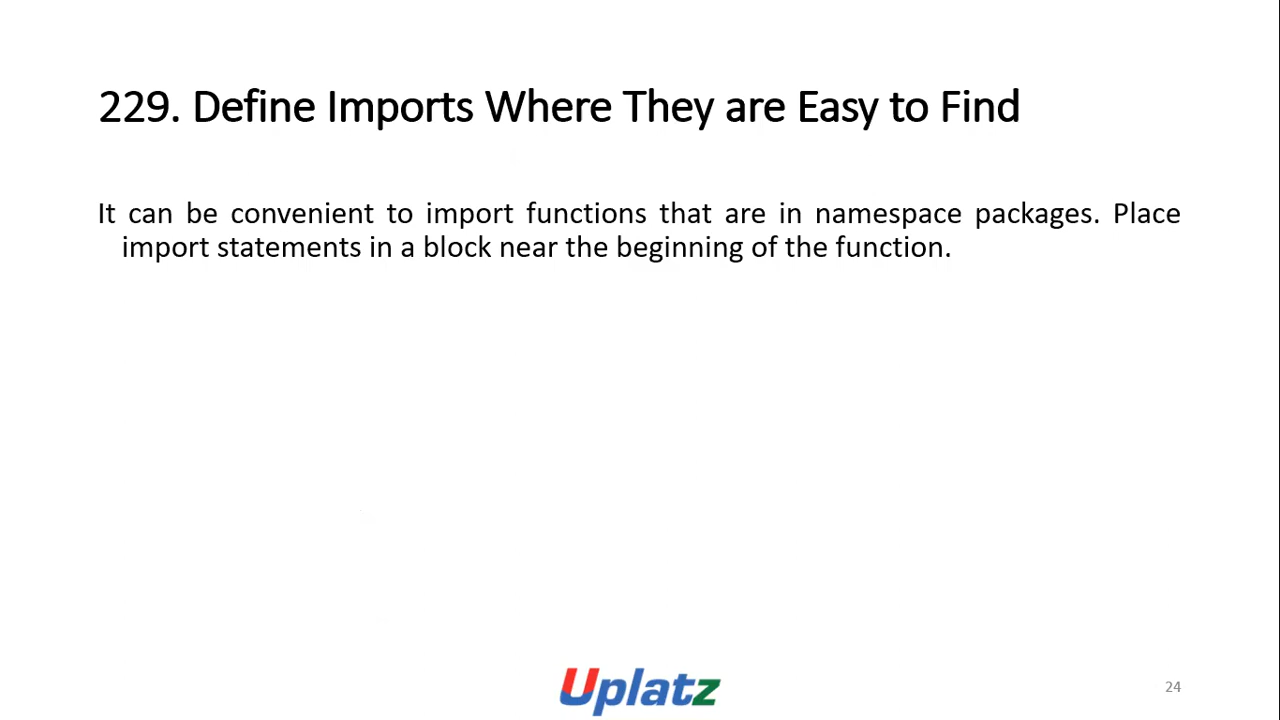 229. Define Imports Where They are Easy to Find
It can be convenient to import functions that are in namespace packages. Place
import statements in a block near the beginning of the function.
Uplatz
24